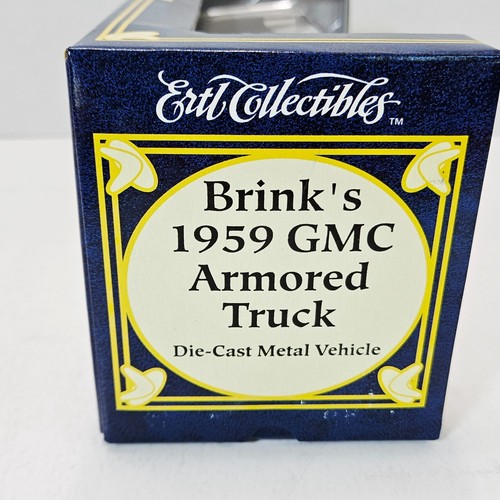 Ertl Collectibles™
Brink's
1959 GMC
Armored
Truck
Die-Cast Metal Vehicle